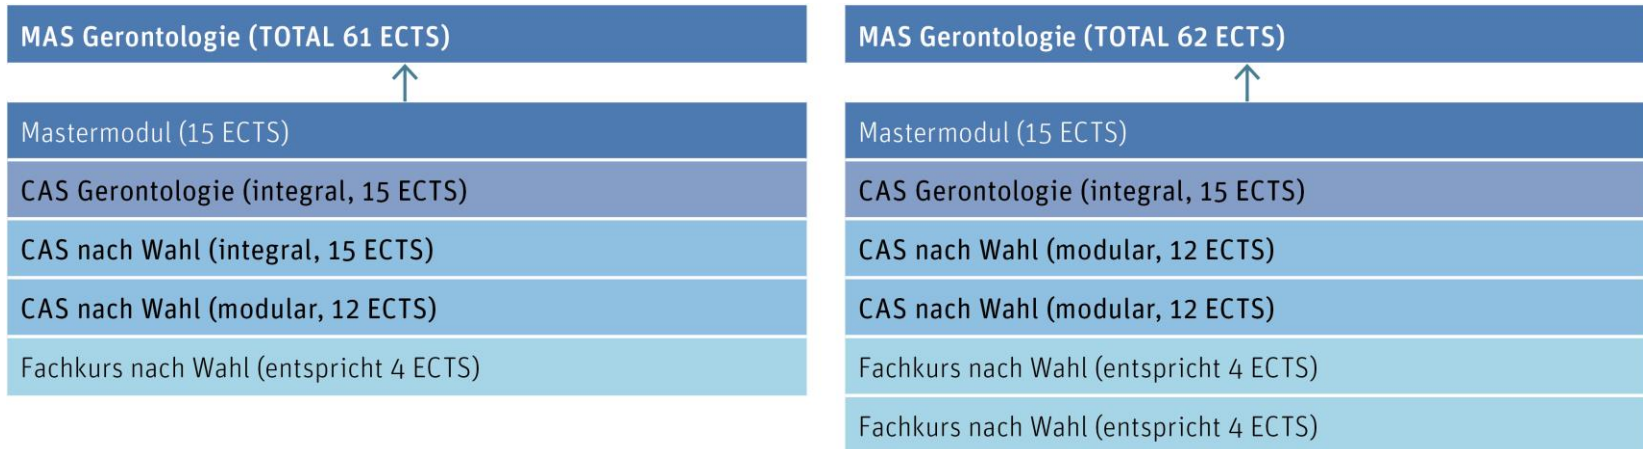 MAS Gerontologie (TOTAL 61 ECTS)
Mastermodul (15 ECTS)
CAS Gerontologie (integral, 15 ECTS)
CAS nach Wahl (integral, 15 ECTS)
CAS nach Wahl (modular, 12 ECTS)
Fachkurs nach Wahl (entspricht 4 ECTS)
MAS Gerontologie (TOTAL 62 ECTS)
Mastermodul (15 ECTS)
CAS Gerontologie (integral, 15 ECTS)
CAS nach Wahl (modular, 12 ECTS)
CAS nach Wahl (modular, 12 ECTS)
Fachkurs nach Wahl (entspricht 4 ECTS)
Fachkurs nach Wahl (entspricht 4 ECTS)